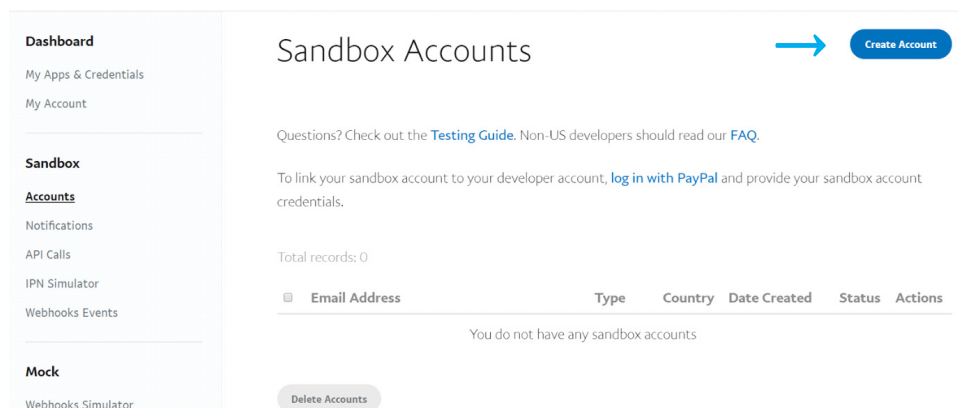 Dashboard
My Apps & Credentials
My Account
Sandbox
Accounts
Notifications
API Calls
IPN Simulator
Webhooks Events
Mock
Webhooks Simulator
Sandbox Accounts
Create Account
Questions? Check out the Testing Guide. Non-US developers should read our FAQ.
To link your sandbox account to your developer account, log in with PayPal and provide your sandbox account
credentials.
Total records: 0
Email Address Type Country Date Created Status Actions
You do not have any sandbox accounts
Delete Accounts